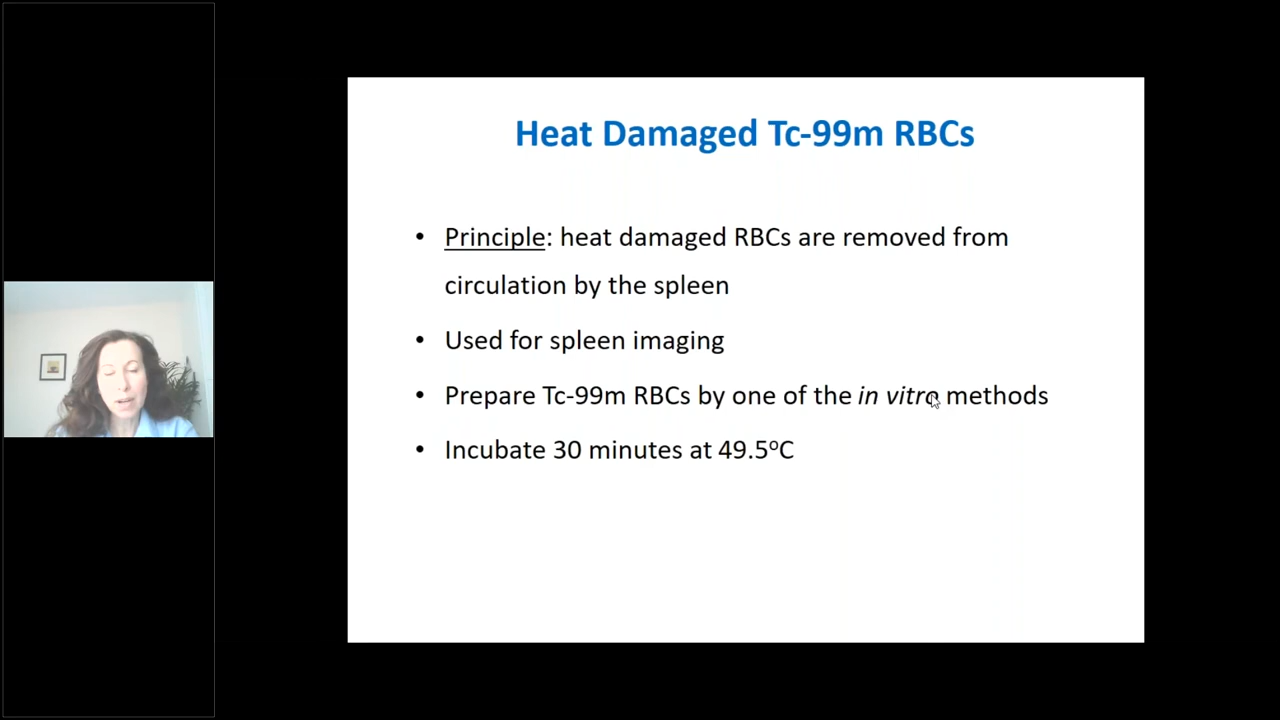 Heat Damaged Tc-99m RBCs
• Principle: heat damaged RBCs are removed from
circulation by the spleen
• Used for spleen imaging
• Prepare Tc-99m RBCs by one of the in vitro methods
• Incubate 30 minutes at 49.5ºC